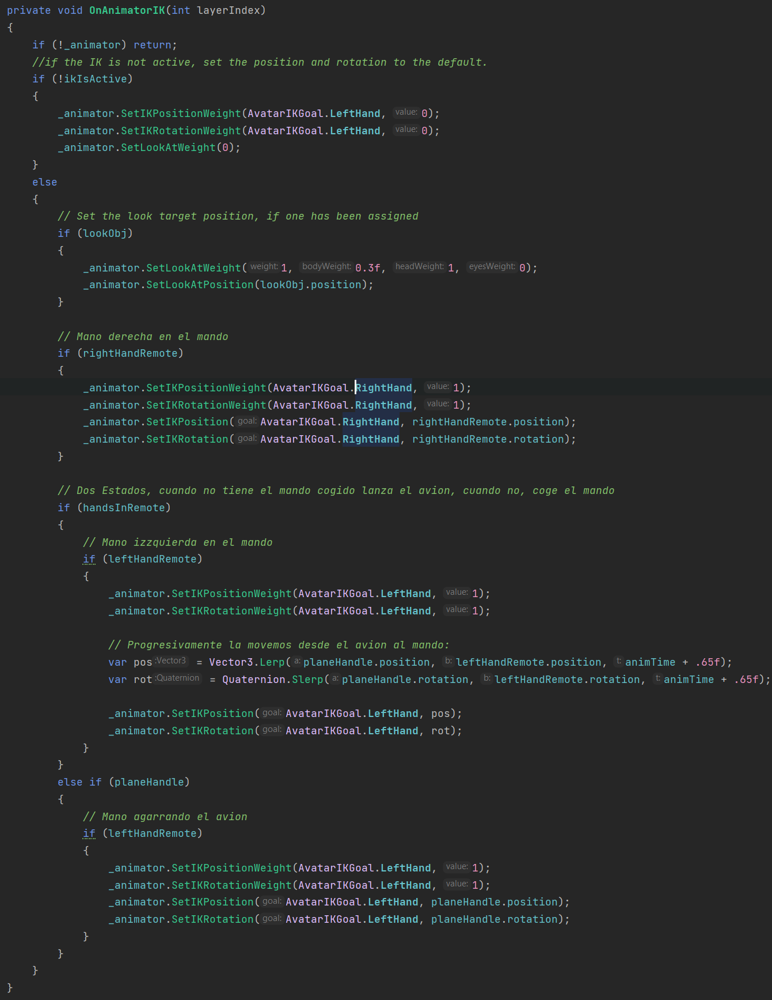 private void OnAnimatorIK(int layerIndex)
{
    if (!_animator) return;
    //if the IK is not active, set the position and rotation to the default.
    if (!ikIsActive)
    {
        _animator.SetIKPositionWeight(AvatarIKGoal.LeftHand, value: 0);
        _animator.SetIKRotationWeight(AvatarIKGoal.LeftHand, value: 0);
        _animator.SetLookAtWeight(0);
    }
    else
    {
        // Set the look target position, if one has been assigned
        if (lookObj)
        {
            _animator.SetLookAtWeight(weight: 1, bodyWeight: 0.3f, headWeight: 1, eyesWeight: 0);
            _animator.SetLookAtPosition(lookObj.position);
        }

        // Mano derecha en el mando
        if (rightHandRemote)
        {
            _animator.SetIKPositionWeight(AvatarIKGoal.RightHand, value: 1);
            _animator.SetIKRotationWeight(AvatarIKGoal.RightHand, value: 1);
            _animator.SetIKPosition(goal: AvatarIKGoal.RightHand, rightHandRemote.position);
            _animator.SetIKRotation(goal: AvatarIKGoal.RightHand, rightHandRemote.rotation);
        }

        // Dos Estados, cuando no tiene el mando cogido lanza el avion, cuando no, coge el mando
        if (handsInRemote)
        {
            // Mano izzquierda en el mando
            if (leftHandRemote)
            {
                _animator.SetIKPositionWeight(AvatarIKGoal.LeftHand, value: 1);
                _animator.SetIKRotationWeight(AvatarIKGoal.LeftHand, value: 1);

                // Progresivamente la movemos desde el avion al mando:
                var pos :Vector3 = Vector3.Lerp(a: planeHandle.position, b: leftHandRemote.position, t: animTime + .65f);
                var rot :Quaternion = Quaternion.Slerp(a: planeHandle.rotation, b: leftHandRemote.rotation, t: animTime + .65f);

                _animator.SetIKPosition(goal: AvatarIKGoal.LeftHand, pos);
                _animator.SetIKRotation(goal: AvatarIKGoal.LeftHand, rot);
            }
        }
        else if (planeHandle)
        {
            // Mano agarrando el avion
            if (leftHandRemote)
            {
                _animator.SetIKPositionWeight(AvatarIKGoal.LeftHand, value: 1);
                _animator.SetIKRotationWeight(AvatarIKGoal.LeftHand, value: 1);
                _animator.SetIKPosition(goal: AvatarIKGoal.LeftHand, planeHandle.position);
                _animator.SetIKRotation(goal: AvatarIKGoal.LeftHand, planeHandle.rotation);
            }
        }
    }
}